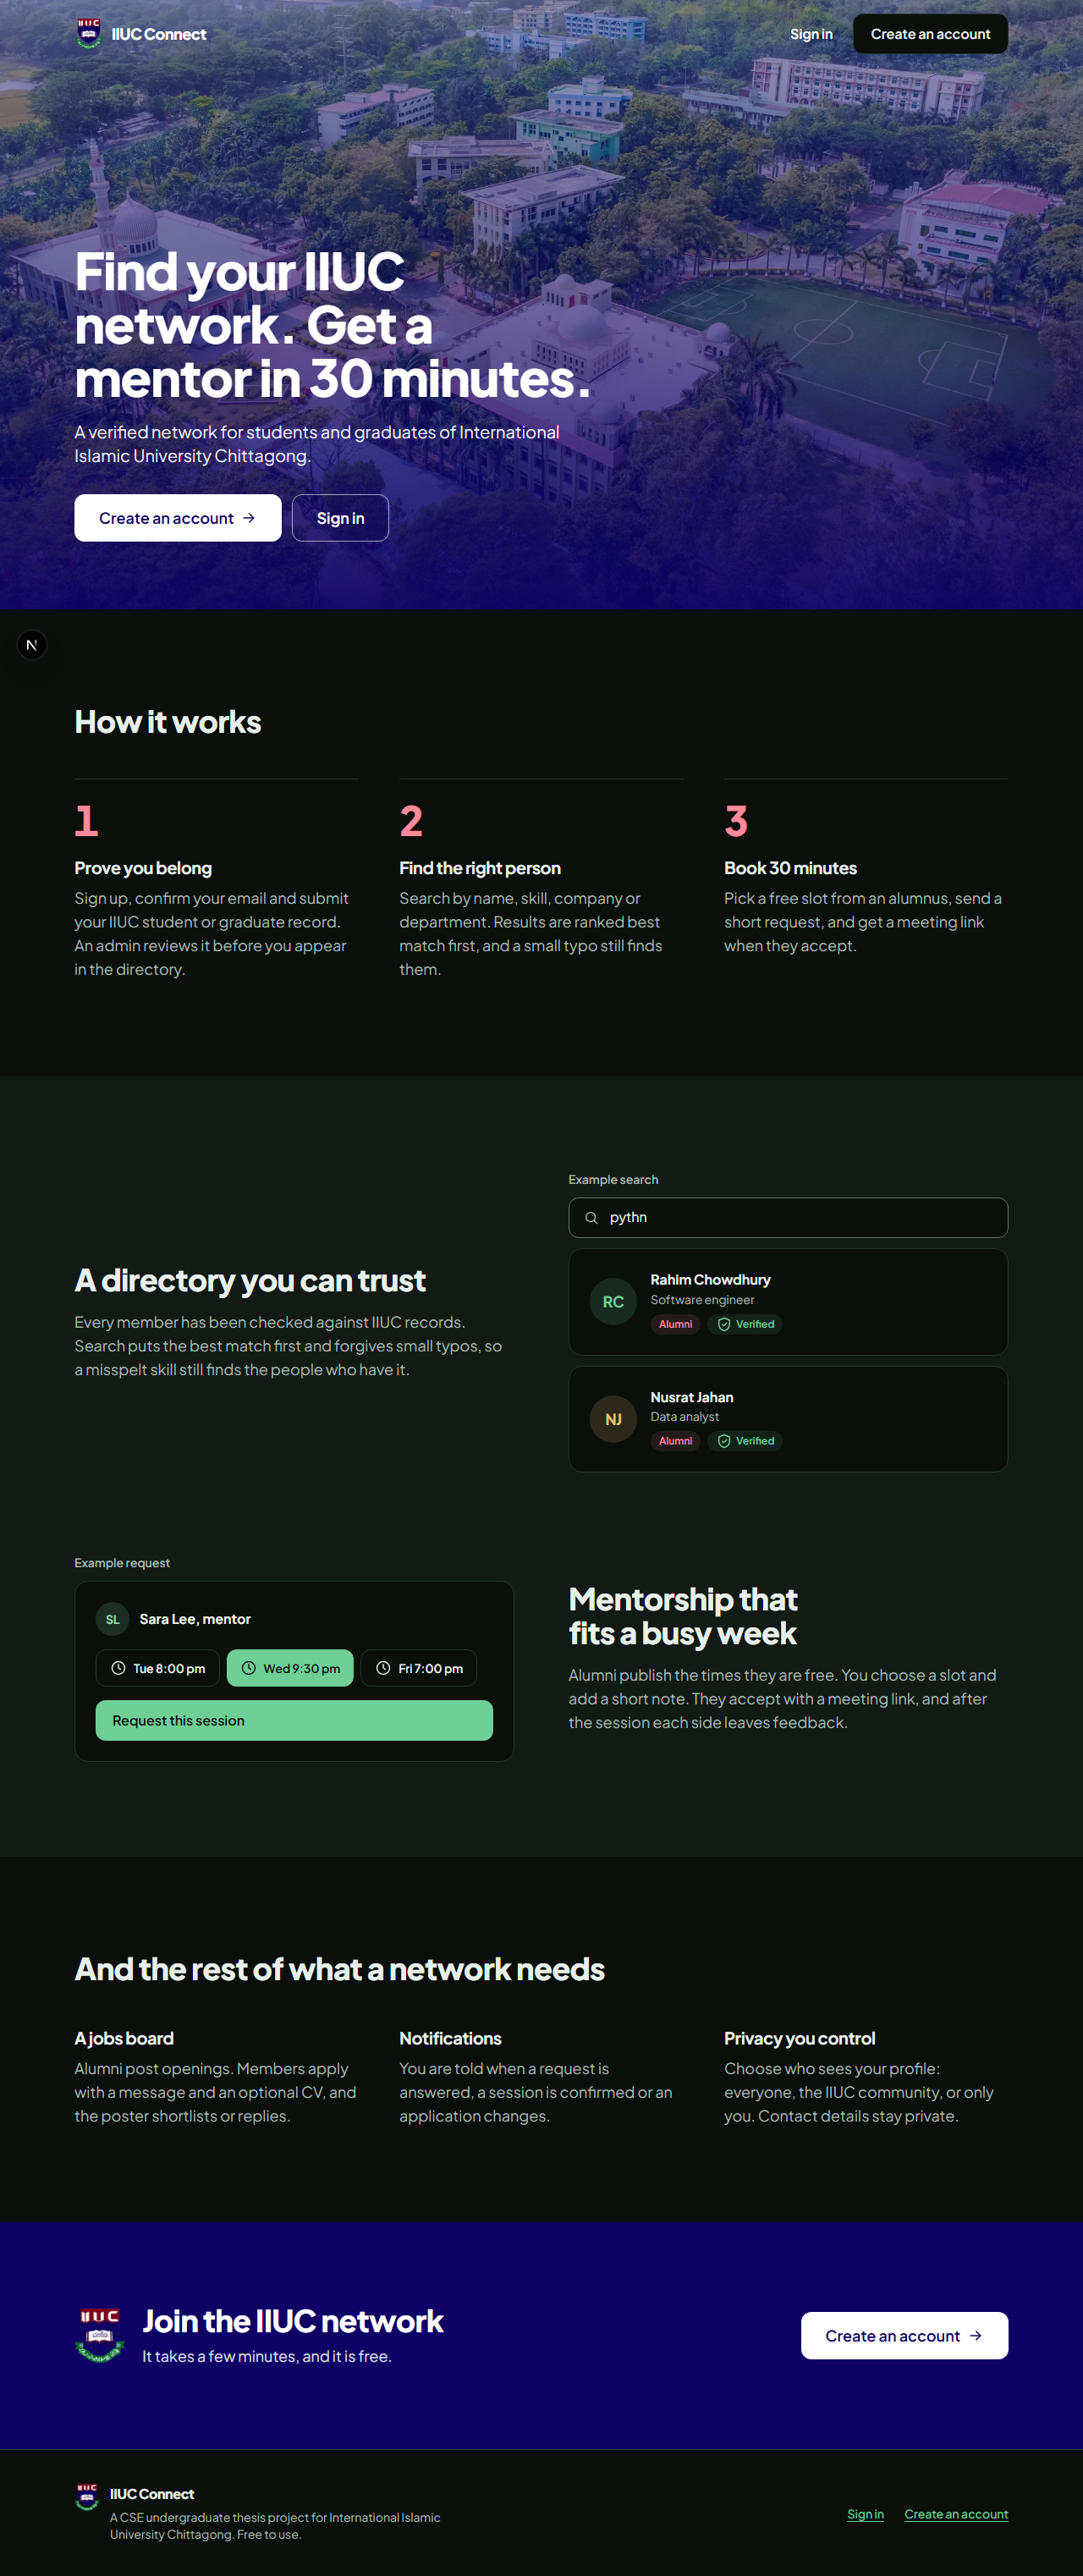 IIUC
IIUC Connect
Sign in
Create an account
Find your IIUC
network. Get a
mentor in 30 minutes.
A verified network for students and graduates of International
Islamic University Chittagong.
Create an account →
Sign in
N
How it works
1
Prove you belong
Sign up, confirm your email and submit
your IIUC student or graduate record.
An admin reviews it before you appear
in the directory.
2
Find the right person
Search by name, skill, company or
department. Results are ranked best
match first, and a small typo still finds
them.
3
Book 30 minutes
Pick a free slot from an alumnus, send a
short request, and get a meeting link
when they accept.
A directory you can trust
Every member has been checked against IIUC records.
Search puts the best match first and forgives small typos, so
a misspelt skill still finds the people who have it.
Example search
pythn
RC
Rahim Chowdhury
Software engineer
Alumni
Verified
NJ
Nusrat Jahan
Data analyst
Alumni
Verified
Example request
SL
Sara Lee, mentor
Tue 8:00 pm
Wed 9:30 pm
Fri 7:00 pm
Request this session
Mentorship that
fits a busy week
Alumni publish the times they are free. You choose a slot and
add a short note. They accept with a meeting link, and after
the session each side leaves feedback.
And the rest of what a network needs
A jobs board
Alumni post openings. Members apply
with a message and an optional CV, and
the poster shortlists or replies.
Notifications
You are told when a request is
answered, a session is confirmed or an
application changes.
Privacy you control
Choose who sees your profile:
everyone, the IIUC community, or only
you. Contact details stay private.
IIUC
Join the IIUC network
It takes a few minutes, and it is free.
Create an account →
IIUC
IIUC Connect
A CSE undergraduate thesis project for International Islamic
University Chittagong. Free to use.
Sign in
Create an account